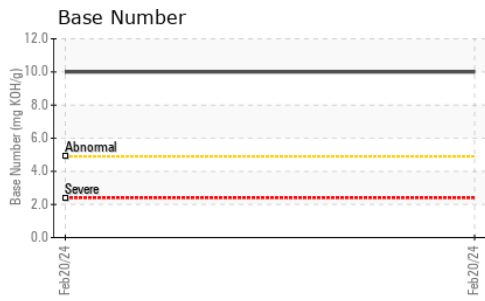 Base Number
Base Number (mg KOH/g)
12.0
10.0
8.0
6.0
4.0
2.0
0.0
Abnormal
Severe
Feb20/24
Feb20/24